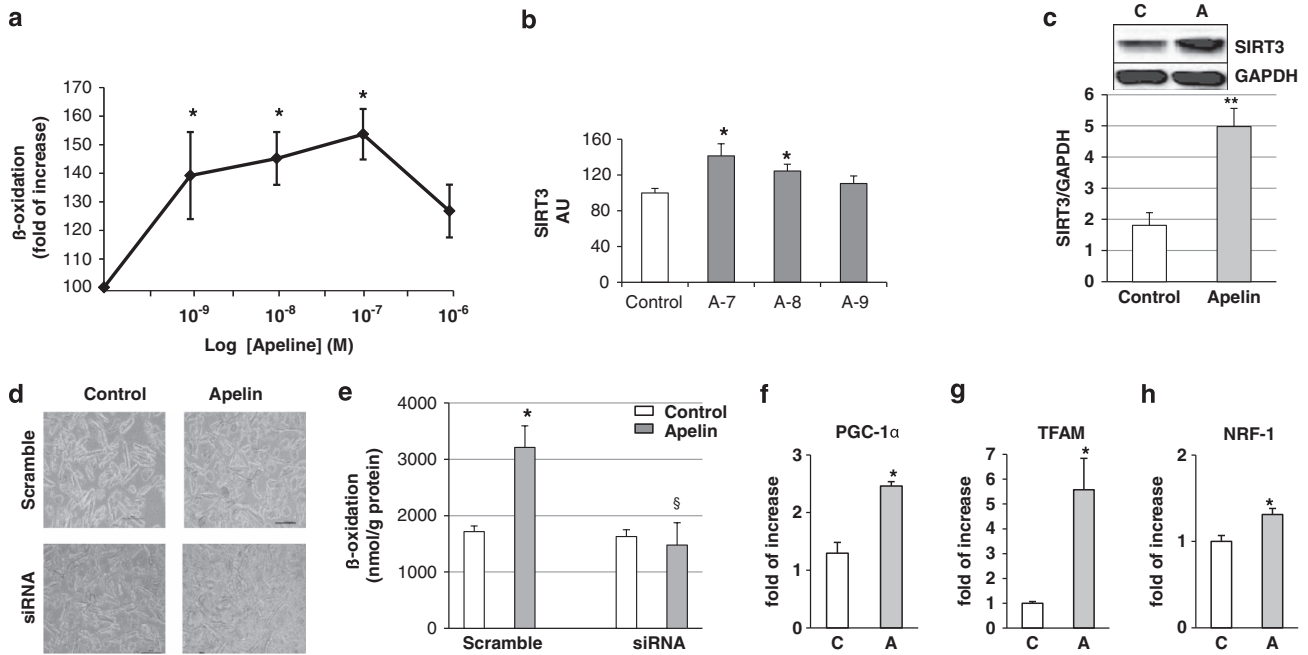 a
170
160
150
140
130
120
110
100
* * *
ß-oxidation
(fold of increase)
10-9 10-8 10-7 10-6
Log [Apeline] (M)
b
160
120
80
40
0
* *
SIRT3
AU
Control A-7 A-8 A-9
c
C A
SIRT3
GAPDH
6
5
4
3
2
1
0
**
SIRT3/GAPDH
Control Apelin
d
Control Apelin
Scramble
siRNA
e
4000
3000
2000
1000
0
* §
Control
Apelin
ß-oxidation
(nmol/g protein)
Scramble siRNA
f
PGC-1α
3
2
1
0
*
fold of increase
C A
g
TFAM
7
6
5
4
3
2
1
0
*
fold of increase
C A
h
NRF-1
2
1
0
*
fold of increase
C A